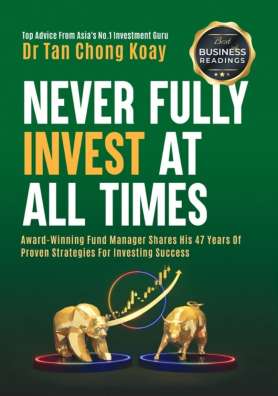 Top Advice From Asia's No.1 Investment Guru
Dr Tan Chong Koay
Best
BUSINESS
READINGS
NEVER FULLY
INVEST AT
ALL TIMES
Award-Winning Fund Manager Shares His 47 Years Of
Proven Strategies For Investing Success